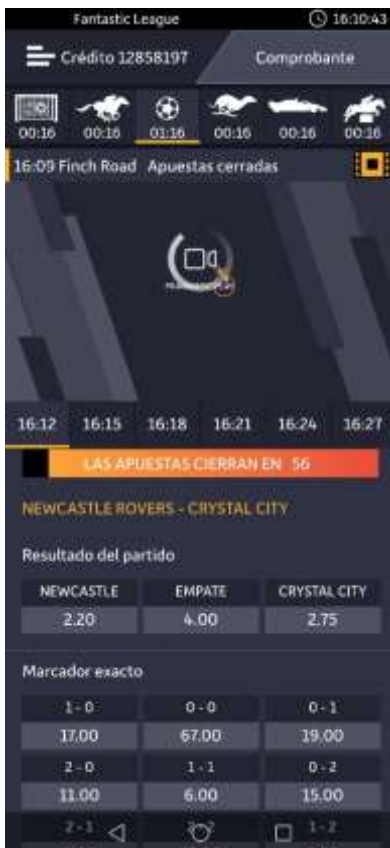 Fantastic League 16:10:43
Crédito 12858197 Comprobante
00:16 00:16 01:16 00:16 00:16 00:16
16:09 Finch Road Apuestas cerradas
16:12 16:15 16:18 16:21 16:24 16:27
LAS APUESTAS CIERRAN EN 56
NEWCASTLE ROVERS - CRYSTAL CITY
Resultado del partido
NEWCASTLE EMPATE CRYSTAL CITY
2.20 4.00 2.75
Marcador exacto
1 - 0 0 - 0 0 - 1
17.00 67.00 19.00
2 - 0 1 - 1 0 - 2
11.00 6.00 15.00
2 - 1 1 - 2